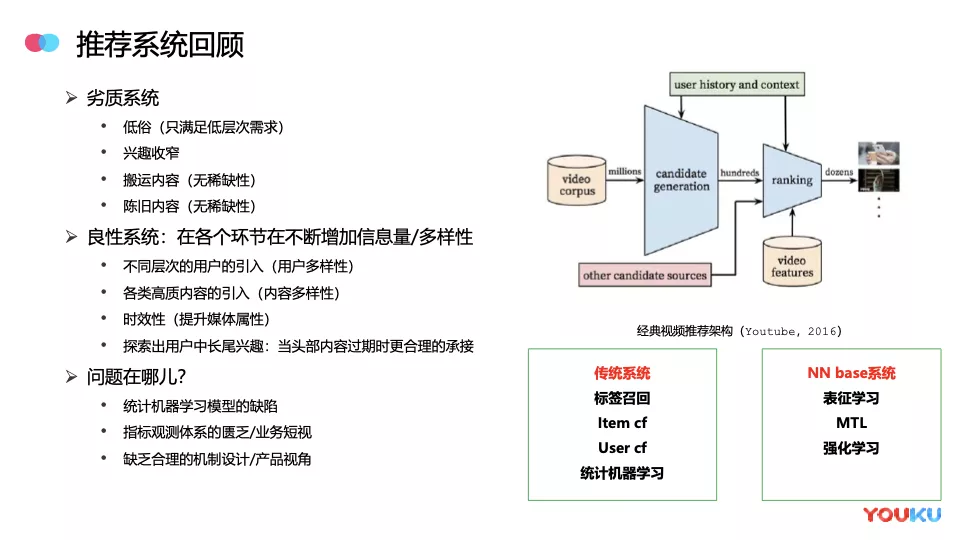 推荐系统回顾
➢ 劣质系统
• 低俗（只满足低层次需求）
• 兴趣收窄
• 搬运内容（无稀缺性）
• 陈旧内容（无稀缺性）
➢ 良性系统：在各个环节在不断增加信息量/多样性
• 不同层次的用户的引入（用户多样性）
• 各类高质内容的引入（内容多样性）
• 时效性（提升媒体属性）
• 探索出用户中长尾兴趣：当头部内容过期时更合理的承接
➢ 问题在哪儿？
• 统计机器学习模型的缺陷
• 指标观测体系的匮乏/业务短视
• 缺乏合理的机制设计/产品视角
user history and context
video
corpus
millions
candidate
generation
hundreds
ranking
dozens
other candidate sources
video
features
经典视频推荐架构（Youtube, 2016）
传统系统
标签召回
Item cf
User cf
统计机器学习
NN base系统
表征学习
MTL
强化学习
YOUKU